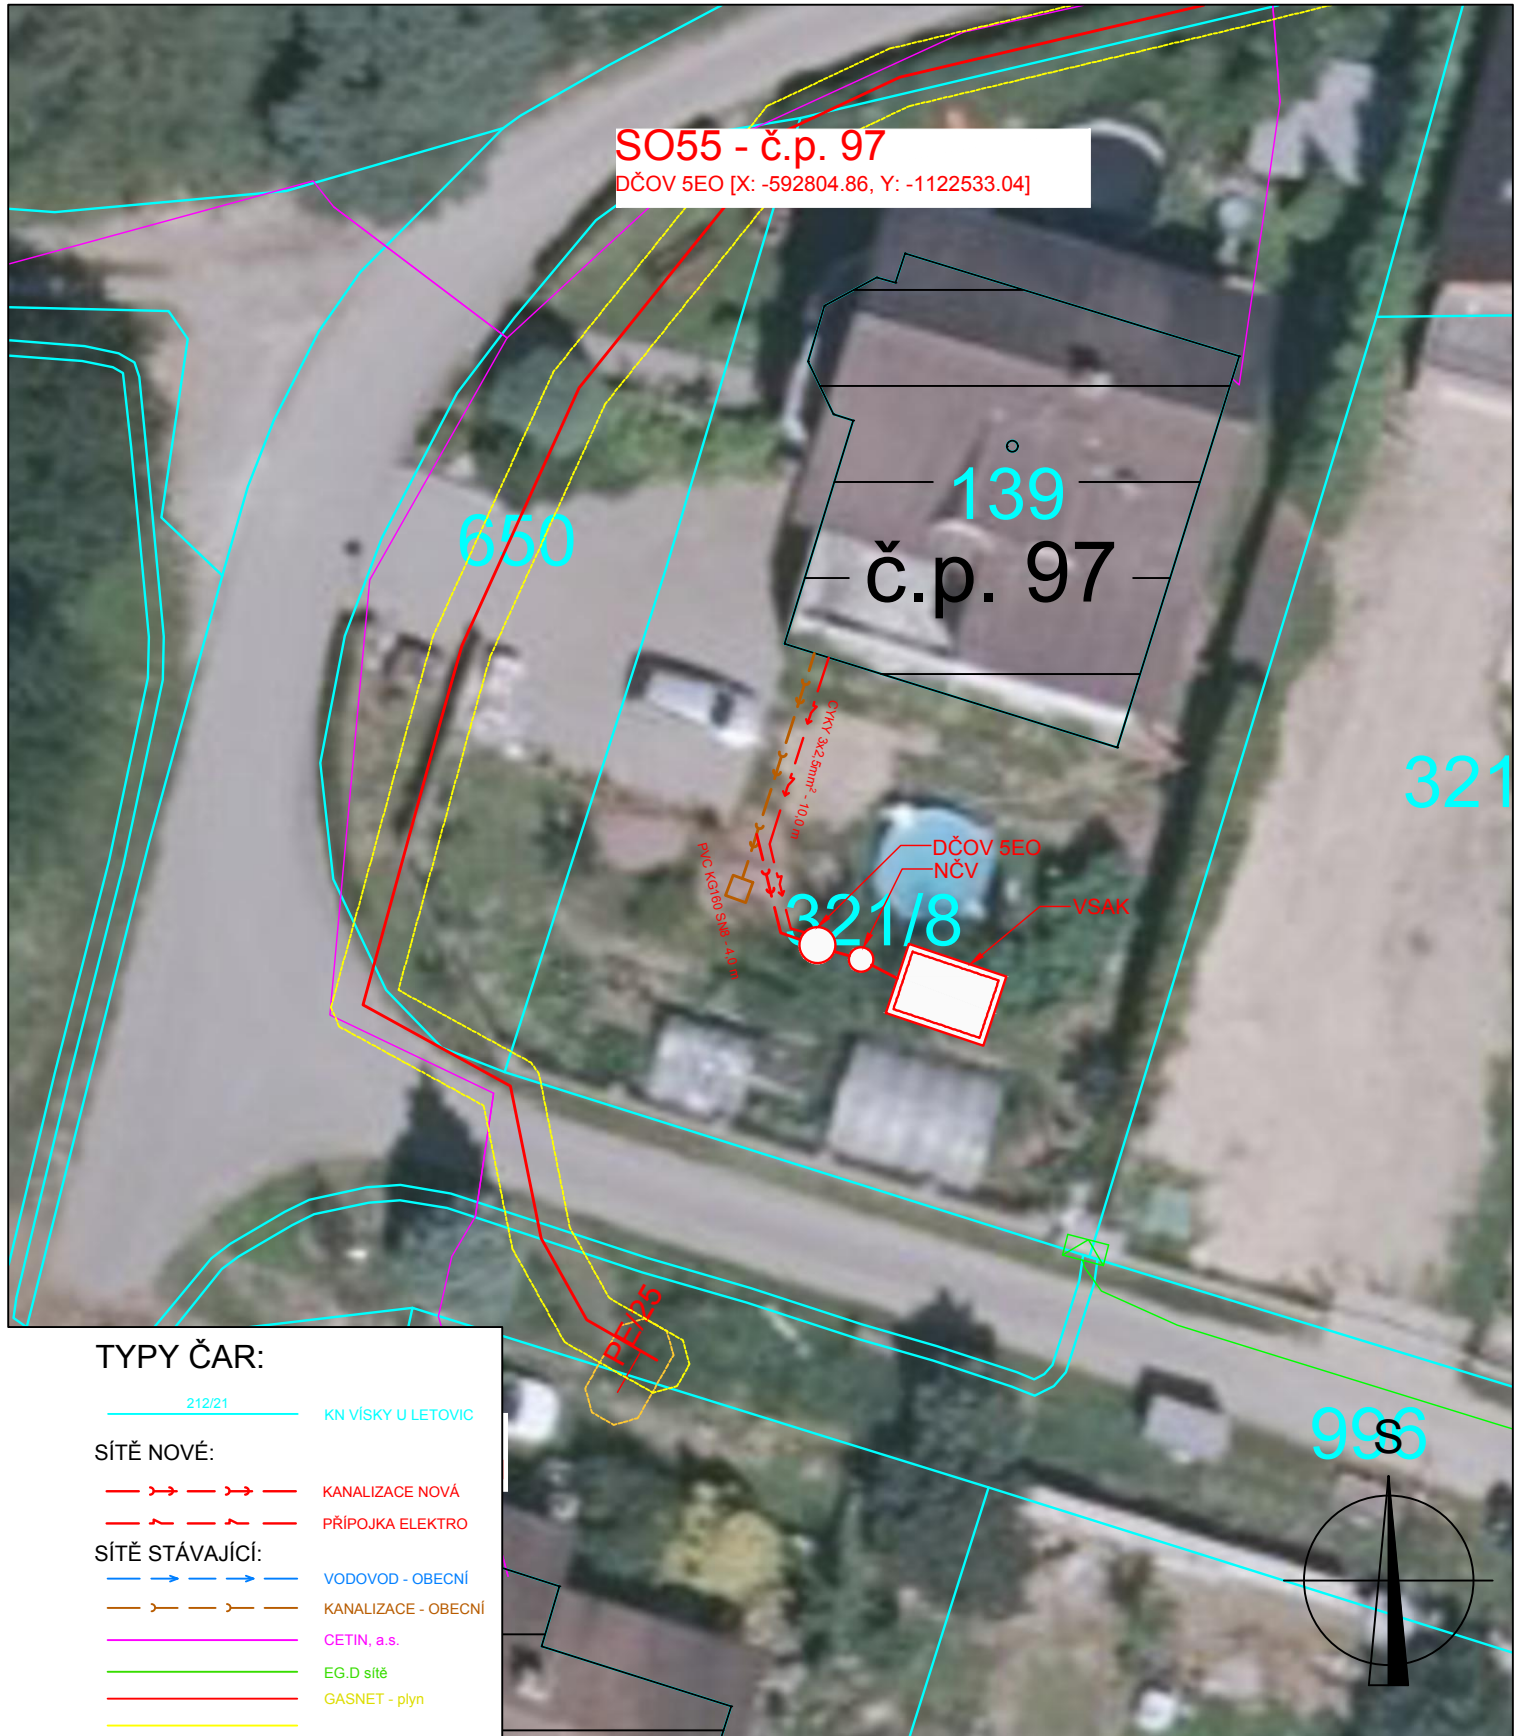 SO55 - č.p. 97
DČOV 5EO [X: -592804.86, Y: -1122533.04]
139
650
č.p. 97
CYKY 3x2,5mm² - 10,0 m
321
DČOV 5EO
NČV
PVC KG160 SN8 - 4,0 m
321/8
VSAK
PE225
TYPY ČAR:
212/21
KN VÍSKY U LETOVIC
996
S
SÍTĚ NOVÉ:
KANALIZACE NOVÁ
PŘÍPOJKA ELEKTRO
SÍTĚ STÁVAJÍCÍ:
VODOVOD - OBECNÍ
KANALIZACE - OBECNÍ
CETIN, a.s.
EG.D sítě
GASNET - plyn